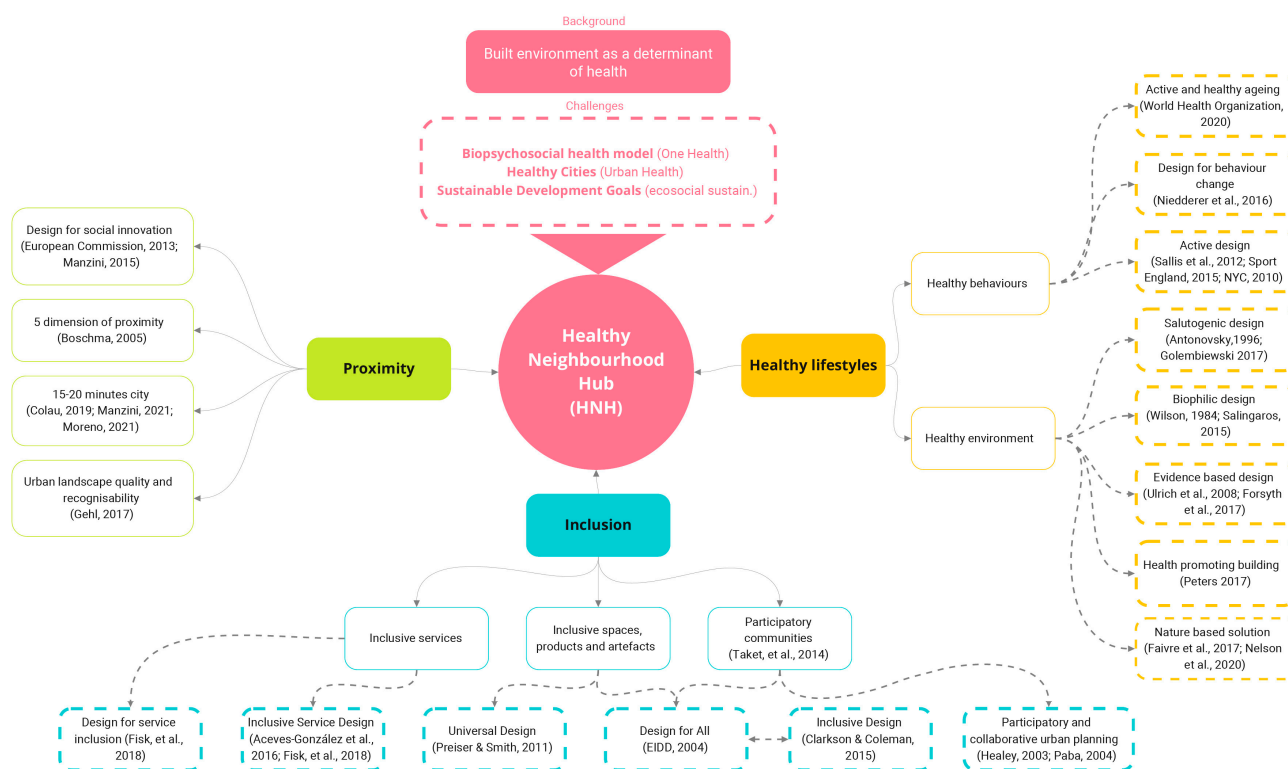 Background
Built environment as a determinant
of health
Challenges
Biopsychosocial health model (One Health)
Healthy Cities (Urban Health)
Sustainable Development Goals (ecosocial sustain.)
Healthy
Neighbourhood
Hub
(HNH)
Proximity
Design for social innovation
(European Commission, 2013;
Manzini, 2015)
5 dimension of proximity
(Boschma, 2005)
15-20 minutes city
(Colau, 2019; Manzini, 2021;
Moreno, 2021)
Urban landscape quality and
recognisability
(Gehl, 2017)
Healthy lifestyles
Healthy behaviours
Active and healthy ageing
(World Health Organization,
2020)
Design for behaviour
change
(Niedderer et al., 2016)
Active design
(Sallis et al., 2012; Sport
England, 2015; NYC, 2010)
Healthy environment
Salutogenic design
(Antonovsky,1996;
Golembiewski 2017)
Biophilic design
(Wilson, 1984; Salingaros,
2015)
Evidence based design
(Ulrich et al., 2008; Forsyth
et al., 2017)
Health promoting building
(Peters 2017)
Nature based solution
(Faivre et al., 2017; Nelson
et al., 2020)
Inclusion
Inclusive services
Inclusive spaces,
products and artefacts
Participatory
communities
(Taket, et al., 2014)
Design for service
inclusion (Fisk, et al.,
2018)
Inclusive Service Design
(Aceves-González et al.,
2016; Fisk, et al., 2018)
Universal Design
(Preiser & Smith, 2011)
Design for All
(EIDD, 2004)
Inclusive Design
(Clarkson & Coleman,
2015)
Participatory and
collaborative urban planning
(Healey, 2003; Paba, 2004)